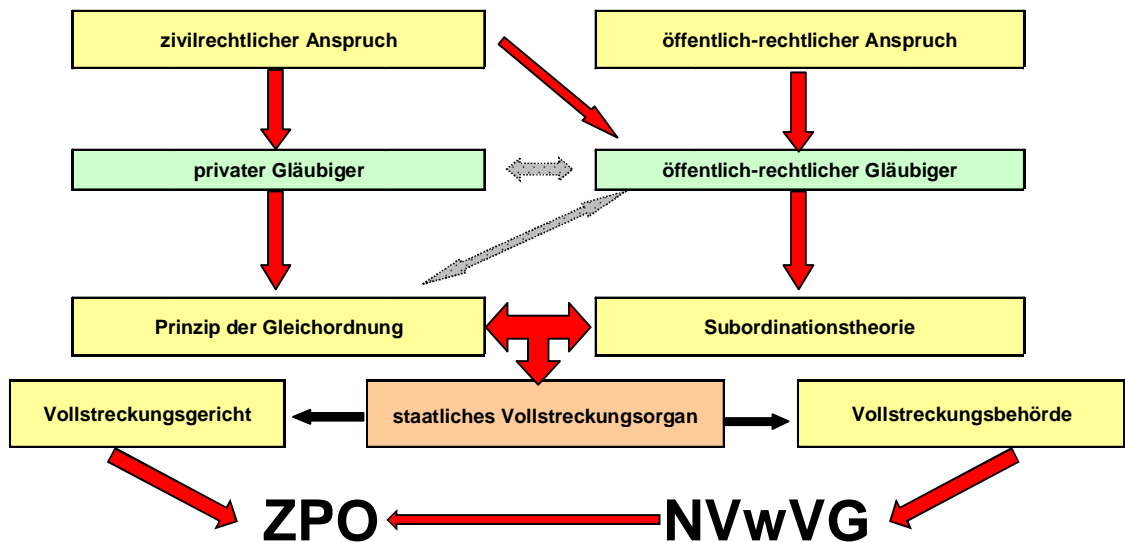 zivilrechtlicher Anspruch
öffentlich-rechtlicher Anspruch
privater Gläubiger
öffentlich-rechtlicher Gläubiger
Prinzip der Gleichordnung
Subordinationstheorie
Vollstreckungsgericht
staatliches Vollstreckungsorgan
Vollstreckungsbehörde
ZPO
NVwVG